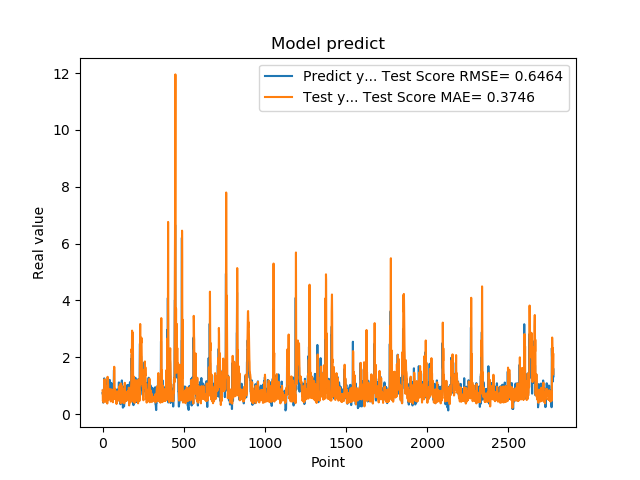 Model predict
Predict y... Test Score RMSE= 0.6464
Test y... Test Score MAE= 0.3746
12
10
8
6
4
2
0
Real value
0 500 1000 1500 2000 2500
Point